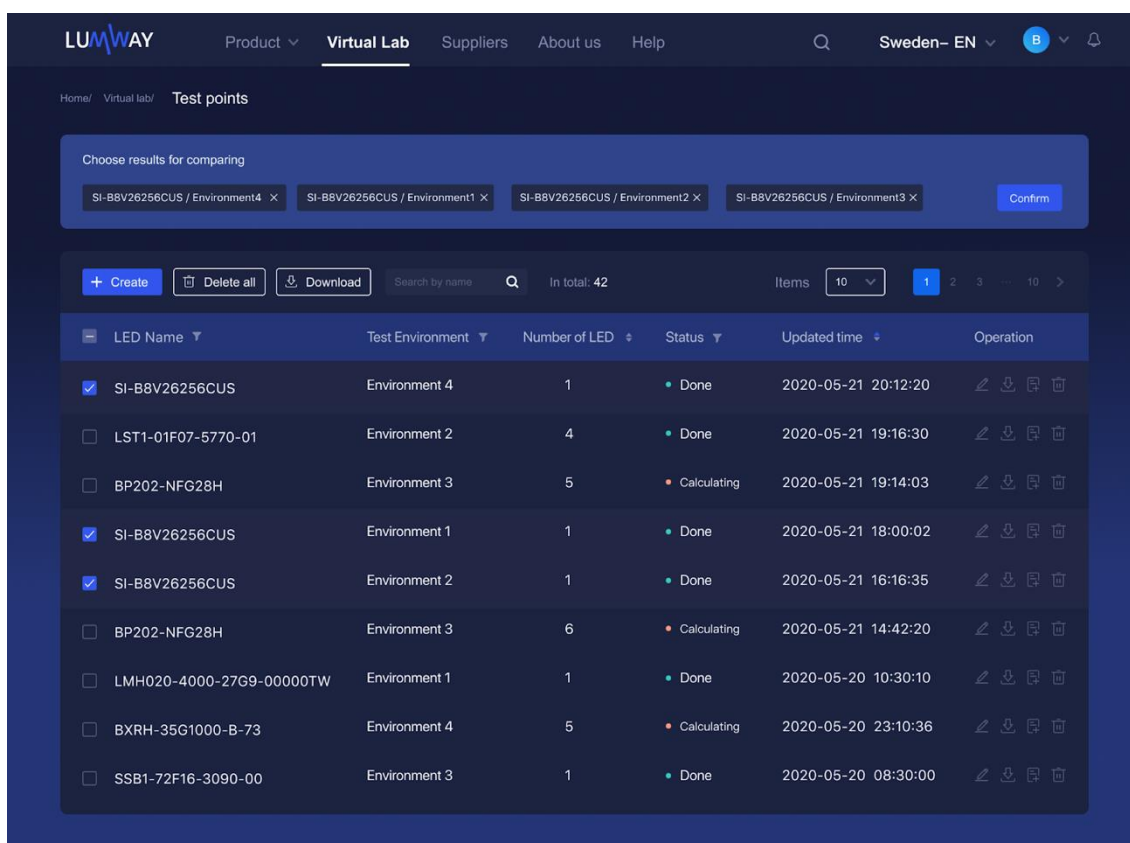 LUMWAY Product Virtual Lab Suppliers About us Help Sweden– EN B
Home/ Virtual lab/ Test points
Choose results for comparing
SI-B8V26256CUS / Environment4 × SI-B8V26256CUS / Environment1 × SI-B8V26256CUS / Environment2 × SI-B8V26256CUS / Environment3 × Confirm
+ Create Delete all Download Search by name In total: 42 Items 10 1 2 3 ... 10 >
LED Name Test Environment Number of LED Status Updated time Operation
SI-B8V26256CUS Environment 4 1 Done 2020-05-21 20:12:20
LST1-01F07-5770-01 Environment 2 4 Done 2020-05-21 19:16:30
BP202-NFG28H Environment 3 5 Calculating 2020-05-21 19:14:03
SI-B8V26256CUS Environment 1 1 Done 2020-05-21 18:00:02
SI-B8V26256CUS Environment 2 1 Done 2020-05-21 16:16:35
BP202-NFG28H Environment 3 6 Calculating 2020-05-21 14:42:20
LMH020-4000-27G9-00000TW Environment 1 1 Done 2020-05-20 10:30:10
BXRH-35G1000-B-73 Environment 4 5 Calculating 2020-05-20 23:10:36
SSB1-72F16-3090-00 Environment 3 1 Done 2020-05-20 08:30:00